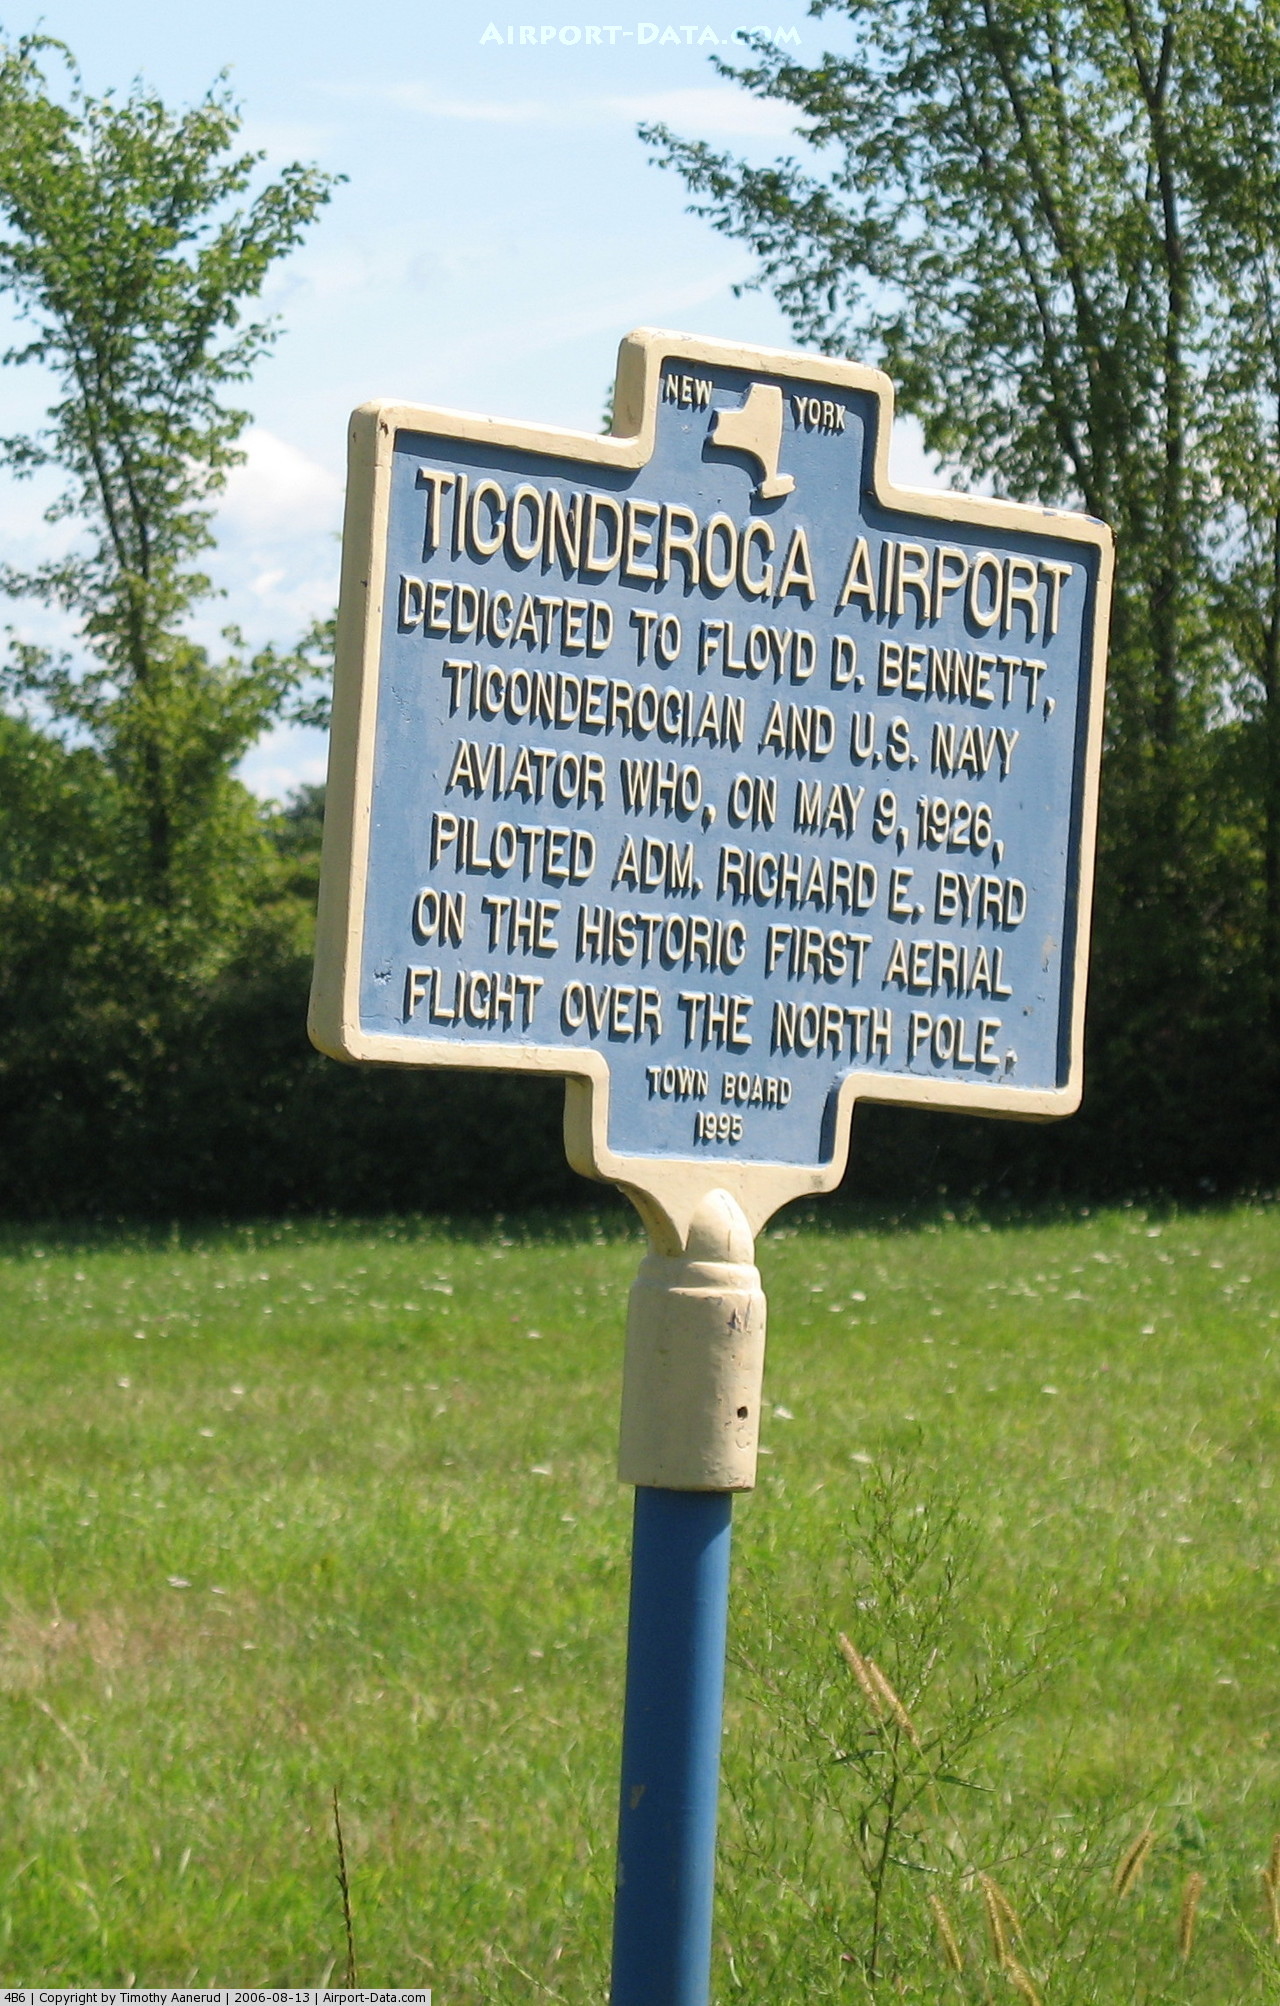 Airport-Data.com
NEW YORK
TICONDEROGA AIRPORT
DEDICATED TO FLOYD D. BENNETT,
TICONDEROGIAN AND U.S. NAVY
AVIATOR WHO, ON MAY 9, 1926,
PILOTED ADM. RICHARD E. BYRD
ON THE HISTORIC FIRST AERIAL
FLIGHT OVER THE NORTH POLE.
TOWN BOARD
1995
4B6 | Copyright by Timothy Aanerud | 2006-08-13 | Airport-Data.com